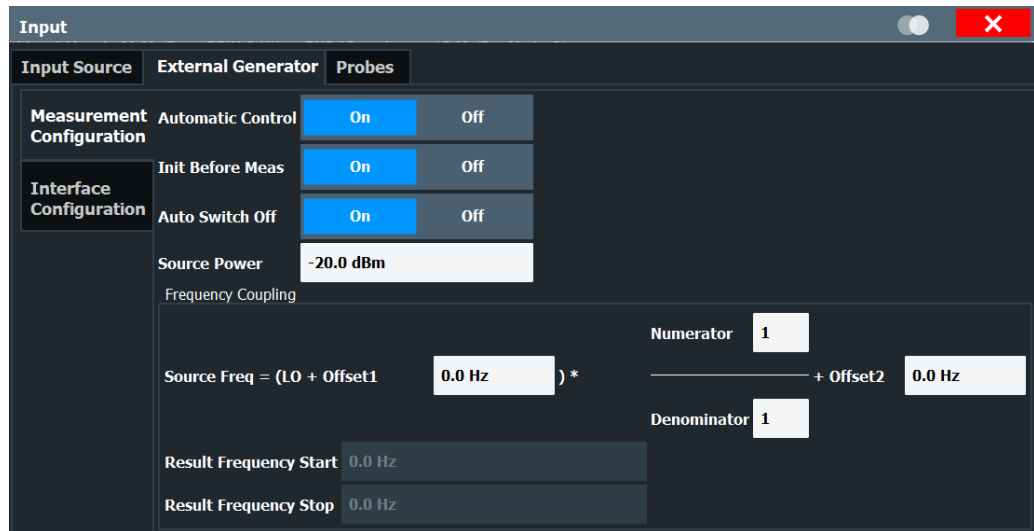 Input
Input Source External Generator Probes
Measurement Configuration
Interface Configuration
Automatic Control On Off
Init Before Meas On Off
Auto Switch Off On Off
Source Power -20.0 dBm
Frequency Coupling
Numerator 1
Source Freq = (LO + Offset1 0.0 Hz ) * + Offset2 0.0 Hz
Denominator 1
Result Frequency Start 0.0 Hz
Result Frequency Stop 0.0 Hz